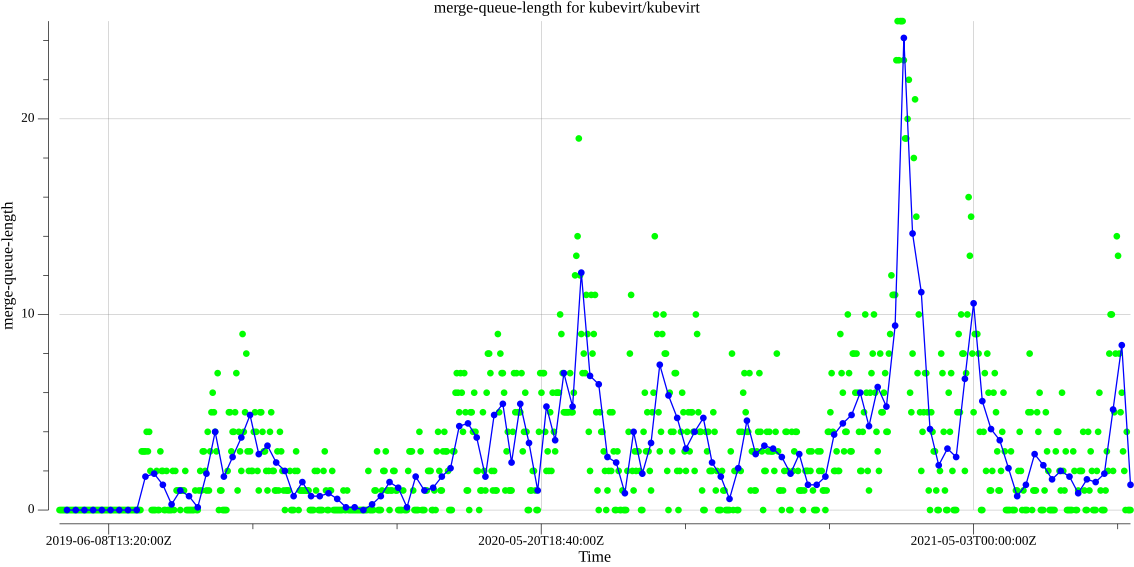 merge-queue-length for kubevirt/kubevirt
merge-queue-length
20
10
0
2019-06-08T13:20:00Z
2020-05-20T18:40:00Z
2021-05-03T00:00:00Z
Time